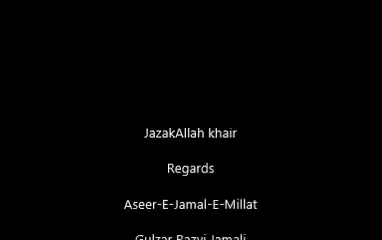 JazakAllah khair
Regards
Aseer-E-Jamal-E-Millat
Gulzar Razvi Jamali